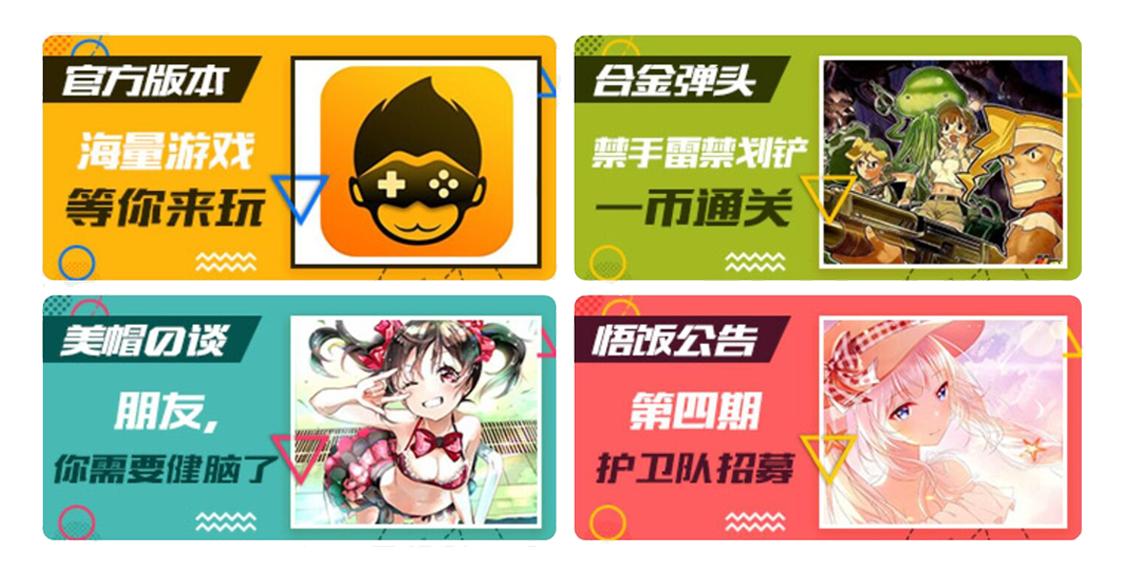 官方版本
海量游戏
等你来玩
合金弹头
禁手雷禁划铲
一币通关
美帽の谈
朋友,
你需要健脑了
悟饭公告
第四期
护卫队招募